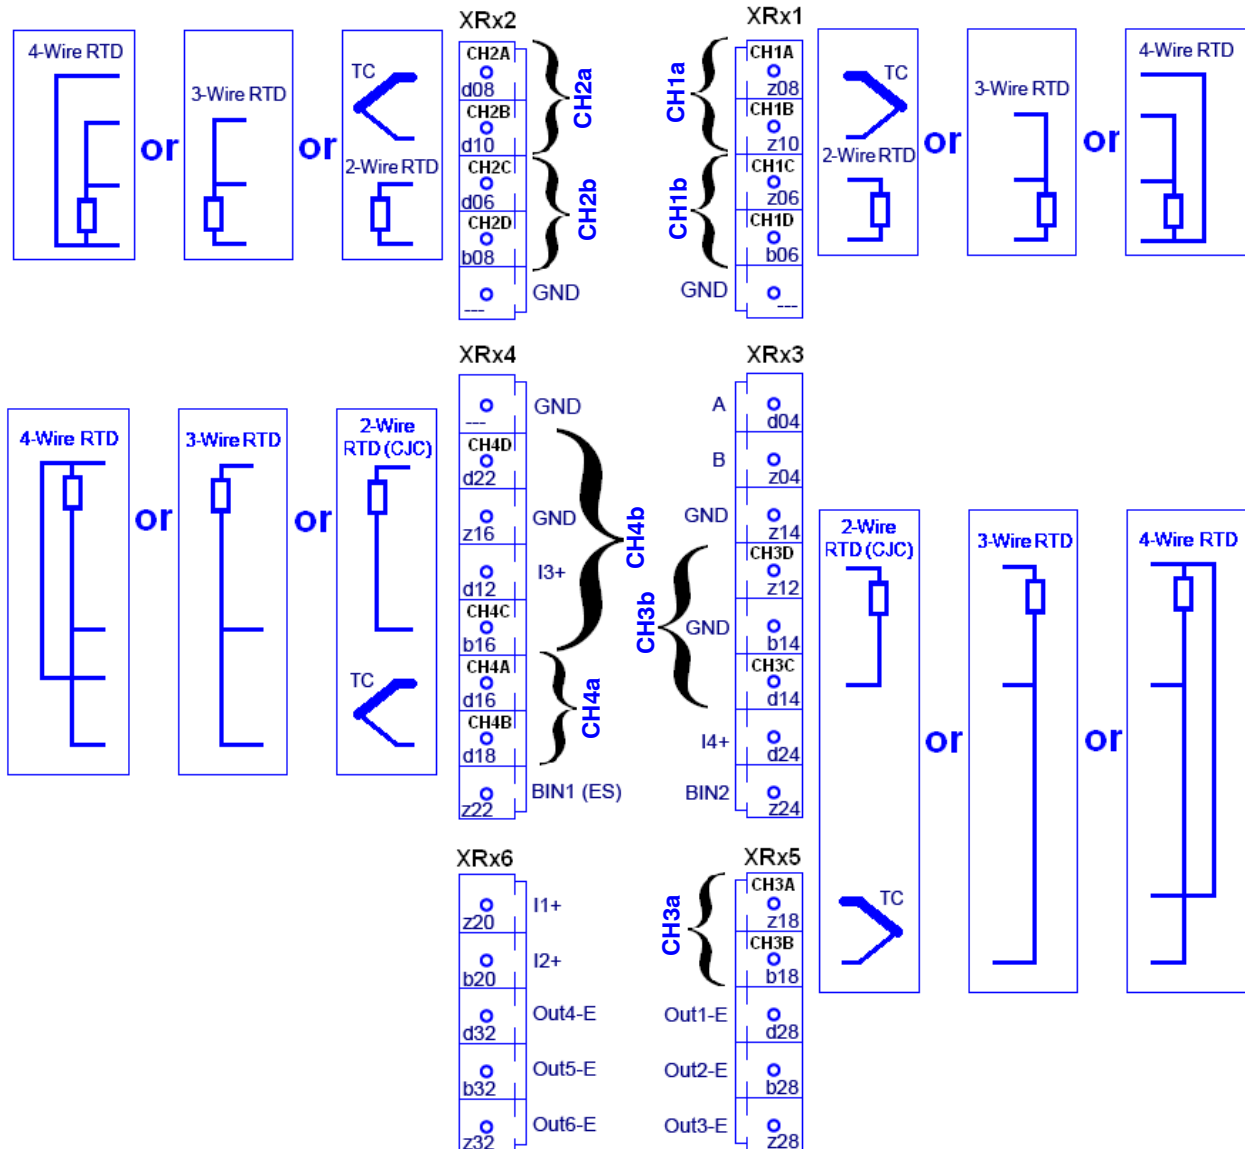 XRx2
XRx1
4-Wire RTD
or
3-Wire RTD
or
TC
2-Wire RTD
CH2A
d08
CH2B
d10
CH2C
d06
CH2D
b08
---
GND
CH2a
CH2b
CH1a
CH1b
GND
CH1A
z08
CH1B
z10
CH1C
z06
CH1D
b06
---
TC
2-Wire RTD
or
3-Wire RTD
or
4-Wire RTD
XRx4
XRx3
4-Wire RTD
or
3-Wire RTD
or
2-Wire
RTD (CJC)
TC
---
GND
CH4D
d22
z16
GND
d12
I3+
CH4C
b16
CH4A
d16
CH4B
d18
z22
BIN1 (ES)
CH4b
CH4a
A
d04
B
z04
GND
z14
CH3D
z12
GND
b14
CH3C
d14
I4+
d24
BIN2
z24
CH3b
2-Wire
RTD (CJC)
TC
or
3-Wire RTD
or
4-Wire RTD
XRx6
XRx5
z20
I1+
b20
I2+
d32
Out4-E
b32
Out5-E
z32
Out6-E
CH3a
CH3A
z18
CH3B
b18
Out1-E
d28
Out2-E
b28
Out3-E
z28